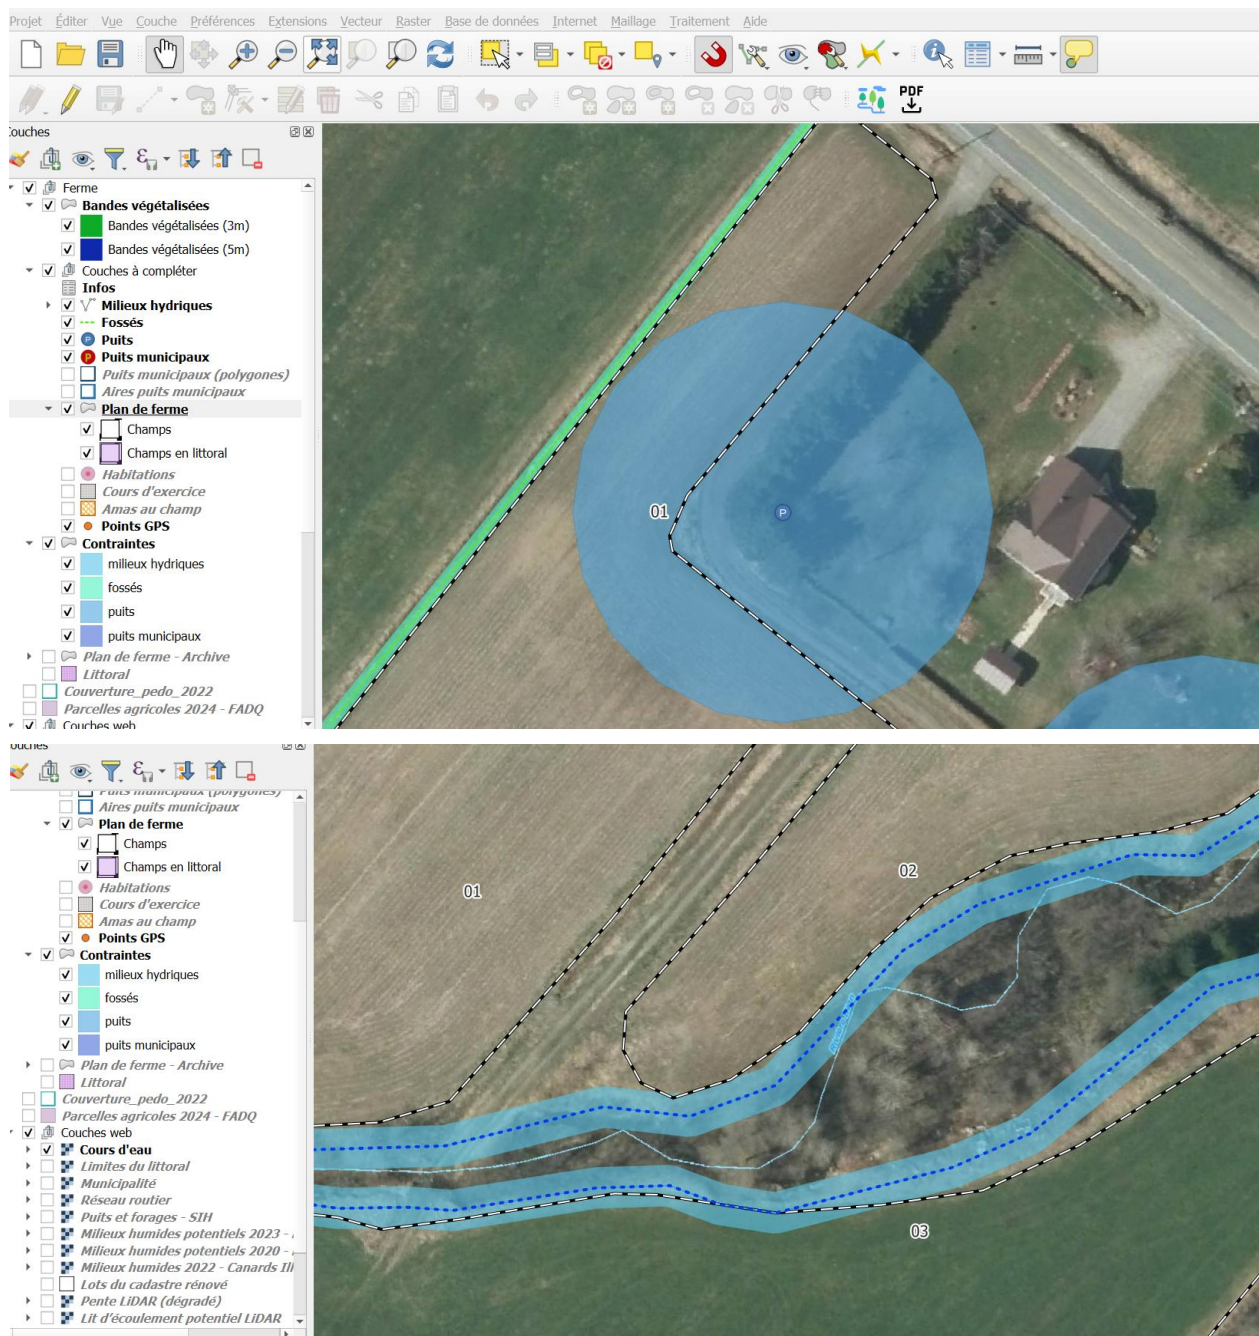 Projet Éditer Vue Couche Préférences Extensions Vecteur Raster Base de données Internet Maillage Traitement Aide
PDF
Couches
Ferme
Bandes végétalisées
Bandes végétalisées (3m)
Bandes végétalisées (5m)
Couches à compléter
Infos
Milieux hydriques
Fossés
P Puits
P Puits municipaux
Puits municipaux (polygones)
Aires puits municipaux
Plan de ferme
Champs
Champs en littoral
Habitations
Cours d'exercice
Amas au champ
Points GPS
Contraintes
milieux hydriques
fossés
puits
puits municipaux
Plan de ferme - Archive
Littoral
Couverture_pedo_2022
Parcelles agricoles 2024 - FADQ
Couches web
01
P
ouches
Puits municipaux (polygones)
Aires puits municipaux
Plan de ferme
Champs
Champs en littoral
Habitations
Cours d'exercice
Amas au champ
Points GPS
Contraintes
milieux hydriques
fossés
puits
puits municipaux
Plan de ferme - Archive
Littoral
Couverture_pedo_2022
Parcelles agricoles 2024 - FADQ
Couches web
Cours d'eau
Limites du littoral
Municipalité
Réseau routier
Puits et forages - SIH
Milieux humides potentiels 2023 -
Milieux humides potentiels 2020 -
Milieux humides 2022 - Canards Ill
Lots du cadastre rénové
Pente LiDAR (dégradé)
Lit d'écoulement potentiel LiDAR
01
02
03